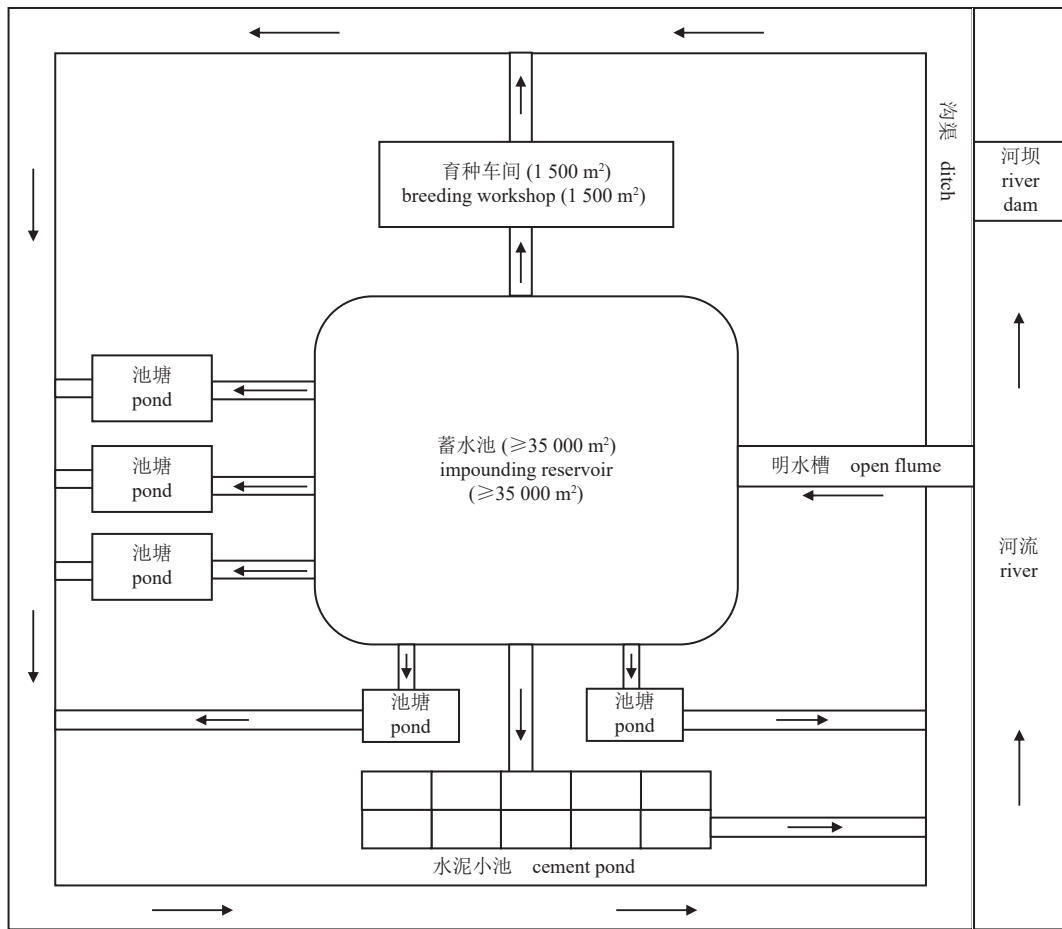 育种车间 (1 500 m²)
breeding workshop (1 500 m²)
沟渠 ditch
河坝
river
dam
池塘
pond
池塘
pond
池塘
pond
蓄水池 (≥35 000 m²)
impounding reservoir
(≥35 000 m²)
明水槽 open flume
河流
river
池塘
pond
池塘
pond
水泥小池 cement pond